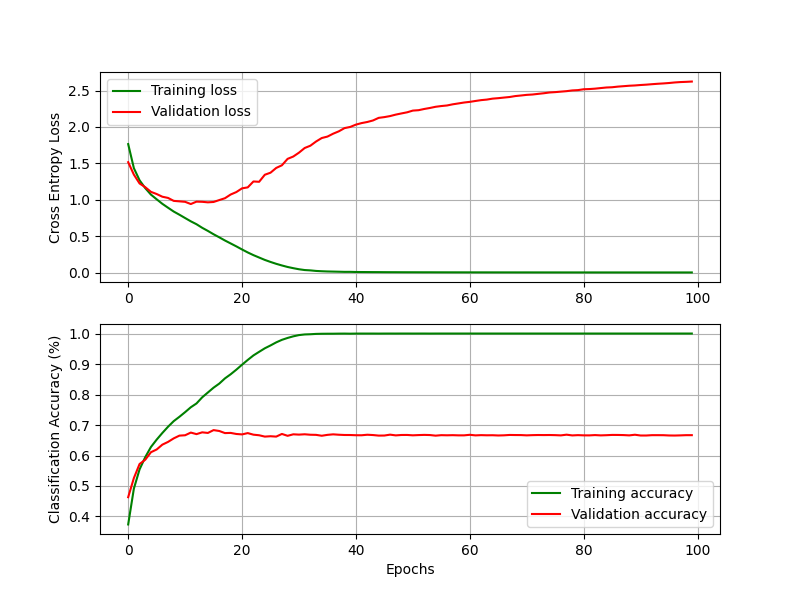 Cross Entropy Loss
2.5
2.0
1.5
1.0
0.5
0.0
Training loss
Validation loss
0 20 40 60 80 100
Classification Accuracy (%)
1.0
0.9
0.8
0.7
0.6
0.5
0.4
Training accuracy
Validation accuracy
0 20 40 60 80 100
Epochs